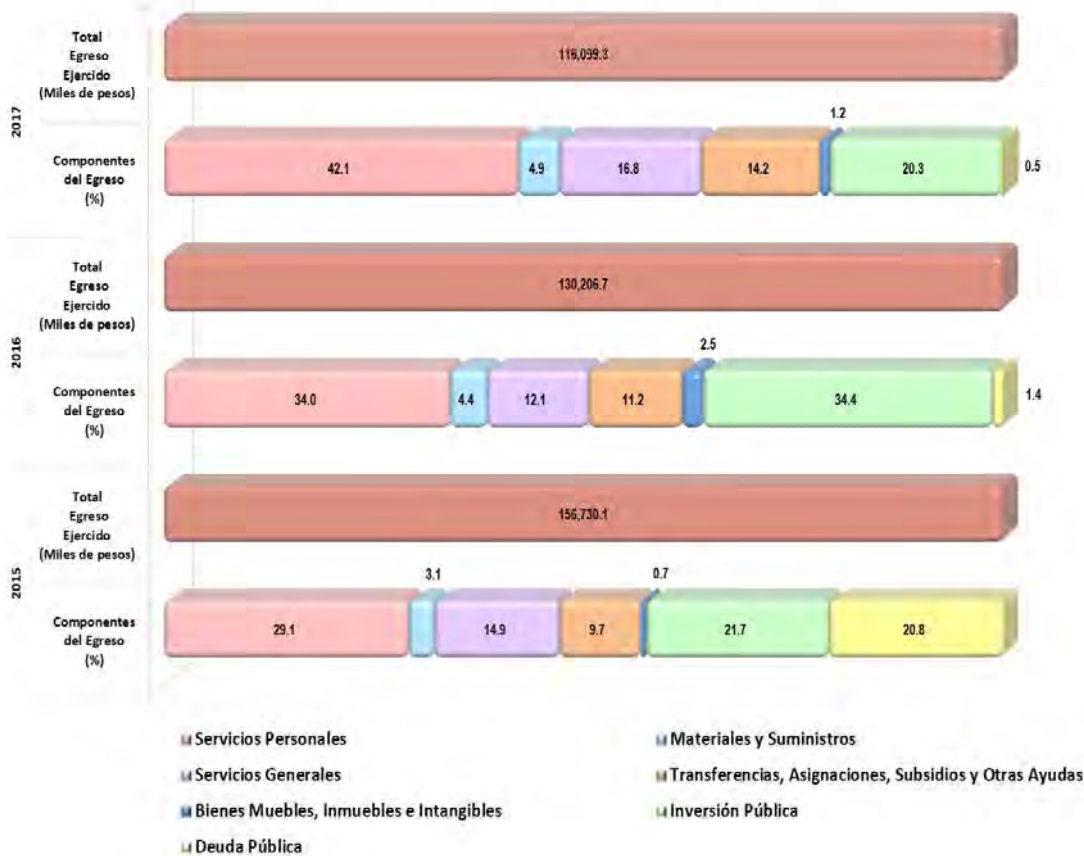 2017
Total
Egreso
Ejercido
(Miles de pesos)
116,099.3
Componentes
del Egreso
(%)
42.1
4.9
16.8
14.2
1.2
20.3
0.5
2016
Total
Egreso
Ejercido
(Miles de pesos)
130,206.7
Componentes
del Egreso
(%)
34.0
4.4
12.1
11.2
2.5
34.4
1.4
2015
Total
Egreso
Ejercido
(Miles de pesos)
156,730.1
Componentes
del Egreso
(%)
29.1
3.1
14.9
9.7
0.7
21.7
20.8
Servicios Personales
Materiales y Suministros
Servicios Generales
Transferencias, Asignaciones, Subsidios y Otras Ayudas
Bienes Muebles, Inmuebles e Intangibles
Inversión Pública
Deuda Pública